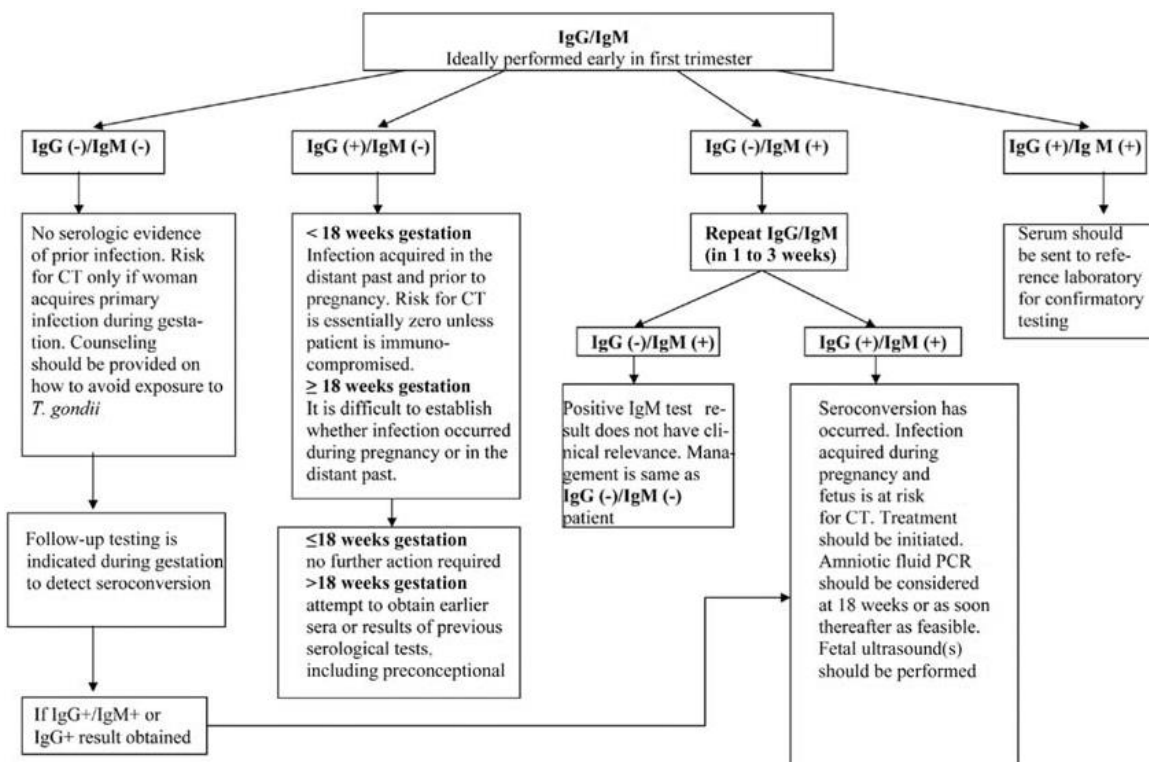 IgG/IgM
Ideally performed early in first trimester
IgG (-)/IgM (-)
IgG (+)/IgM (-)
IgG (-)/IgM (+)
IgG (+)/Ig M (+)
No serologic evidence
of prior infection. Risk
for CT only if woman
acquires primary
infection during gesta-
tion. Counseling
should be provided on
how to avoid exposure to
T. gondii
< 18 weeks gestation
Infection acquired in the
distant past and prior to
pregnancy. Risk for CT
is essentially zero unless
patient is immuno-
compromised.
≥ 18 weeks gestation
It is difficult to establish
whether infection occurred
during pregnancy or in the
distant past.
Repeat IgG/IgM
(in 1 to 3 weeks)
Serum should
be sent to refe-
rence laboratory
for confirmatory
testing
IgG (-)/IgM (+)
IgG (+)/IgM (+)
Positive IgM test re-
sult does not have cli-
nical relevance. Mana-
gement is same as
IgG (-)/IgM (-)
patient
Seroconversion has
occurred. Infection
acquired during
pregnancy and
fetus is at risk
for CT. Treatment
should be initiated.
Amniotic fluid PCR
should be considered
at 18 weeks or as soon
thereafter as feasible.
Fetal ultrasound(s)
should be performed
Follow-up testing is
indicated during gestation
to detect seroconversion
≤18 weeks gestation
no further action required
>18 weeks gestation
attempt to obtain earlier
sera or results of previous
serological tests,
including preconceptional
If IgG+/IgM+ or
IgG+ result obtained